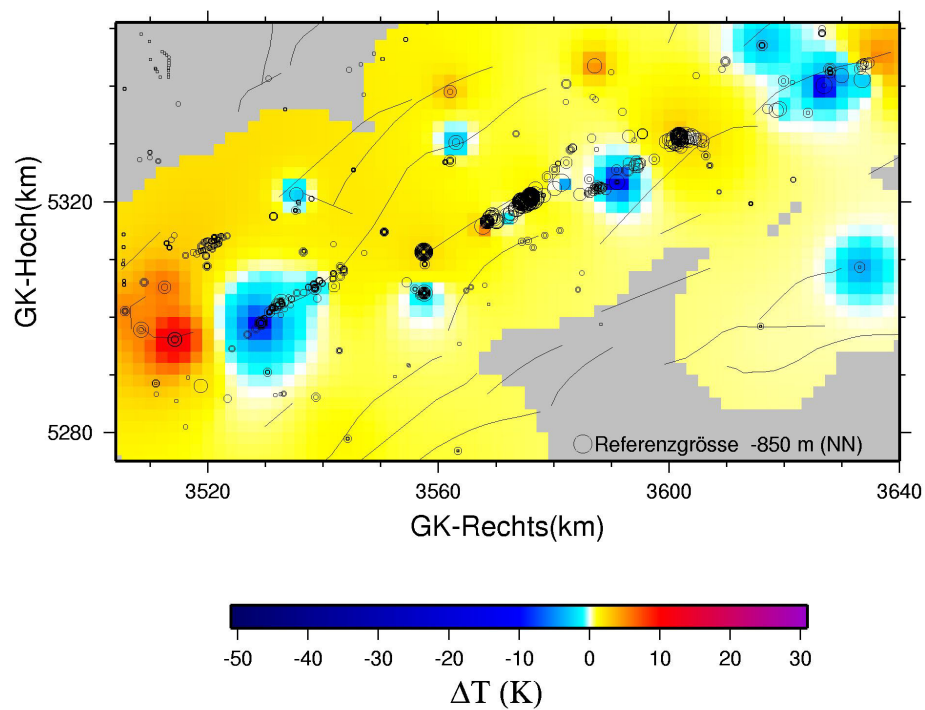 GK-Hoch(km)
5320
5280
Referenzgrösse -850 m (NN)
3520 3560 3600 3640
GK-Rechts(km)
-50 -40 -30 -20 -10 0 10 20 30
ΔT (K)